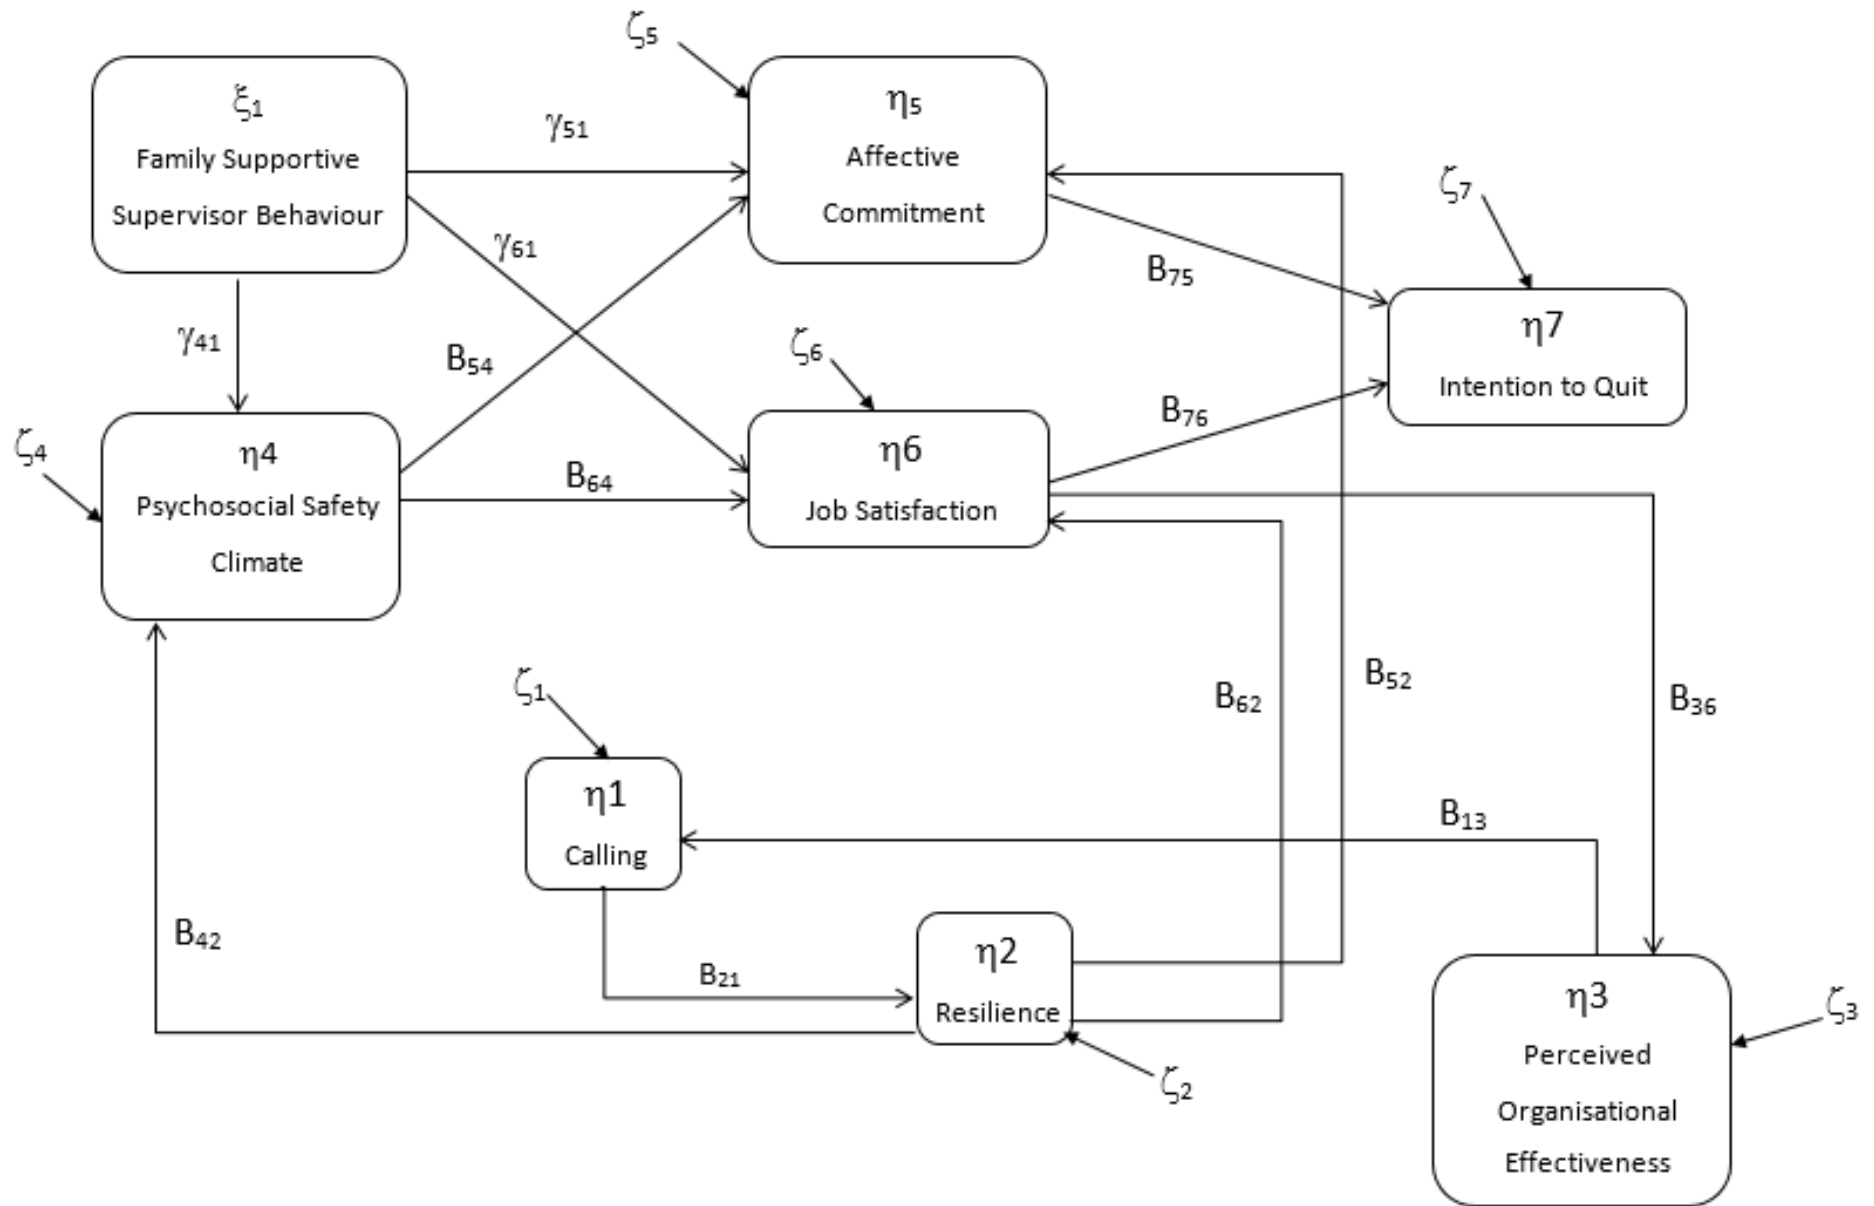 ζ5
ξ1
Family Supportive
Supervisor Behaviour
γ51
η5
Affective
Commitment
ζ7
γ61
B75
γ41
B54
ζ6
η7
Intention to Quit
ζ4
η4
Psychosocial Safety
Climate
B64
η6
Job Satisfaction
B76
ζ1
B62
B52
B36
η1
Calling
B13
B42
B21
η2
Resilience
ζ2
η3
Perceived
Organisational
Effectiveness
ζ3